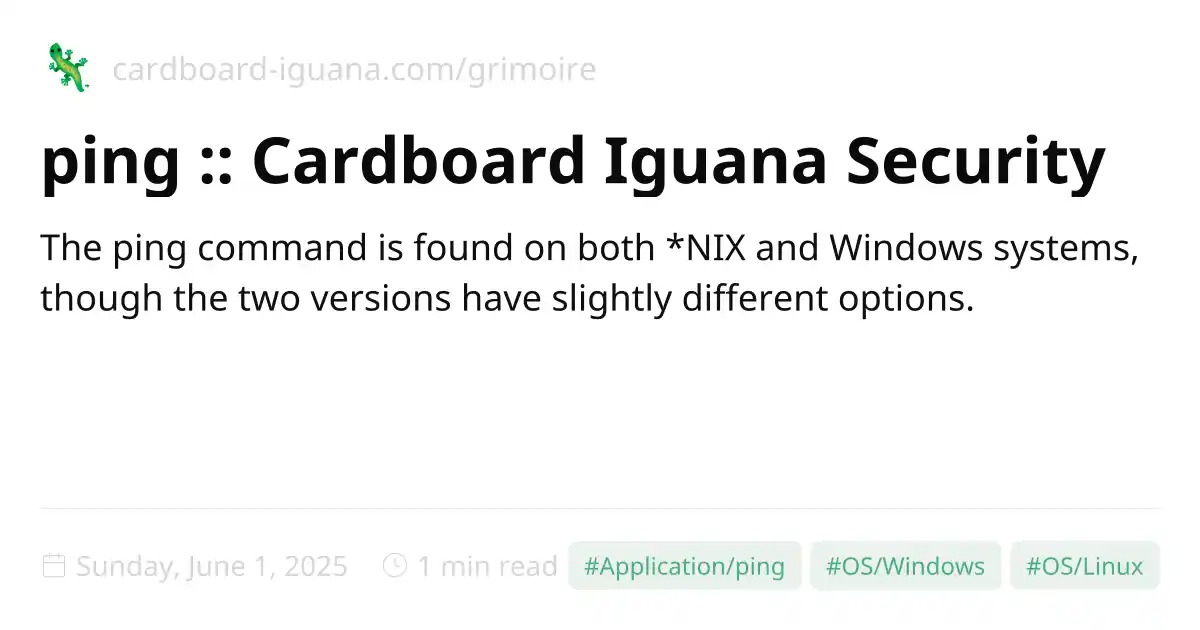 cardboard-iguana.com/grimoire
ping :: Cardboard Iguana Security
The ping command is found on both *NIX and Windows systems,
though the two versions have slightly different options.
Sunday, June 1, 2025 1 min read #Application/ping #OS/Windows #OS/Linux